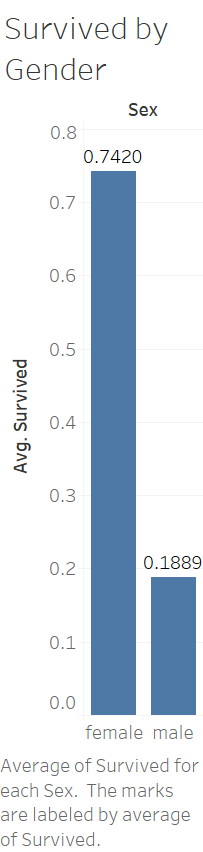 Survived by
Gender
Sex
0.8
0.7420
0.7
0.6
0.5
Avg. Survived
0.4
0.3
0.1889
0.2
0.1
0.0
female male
Average of Survived for
each Sex. The marks
are labeled by average
of Survived.